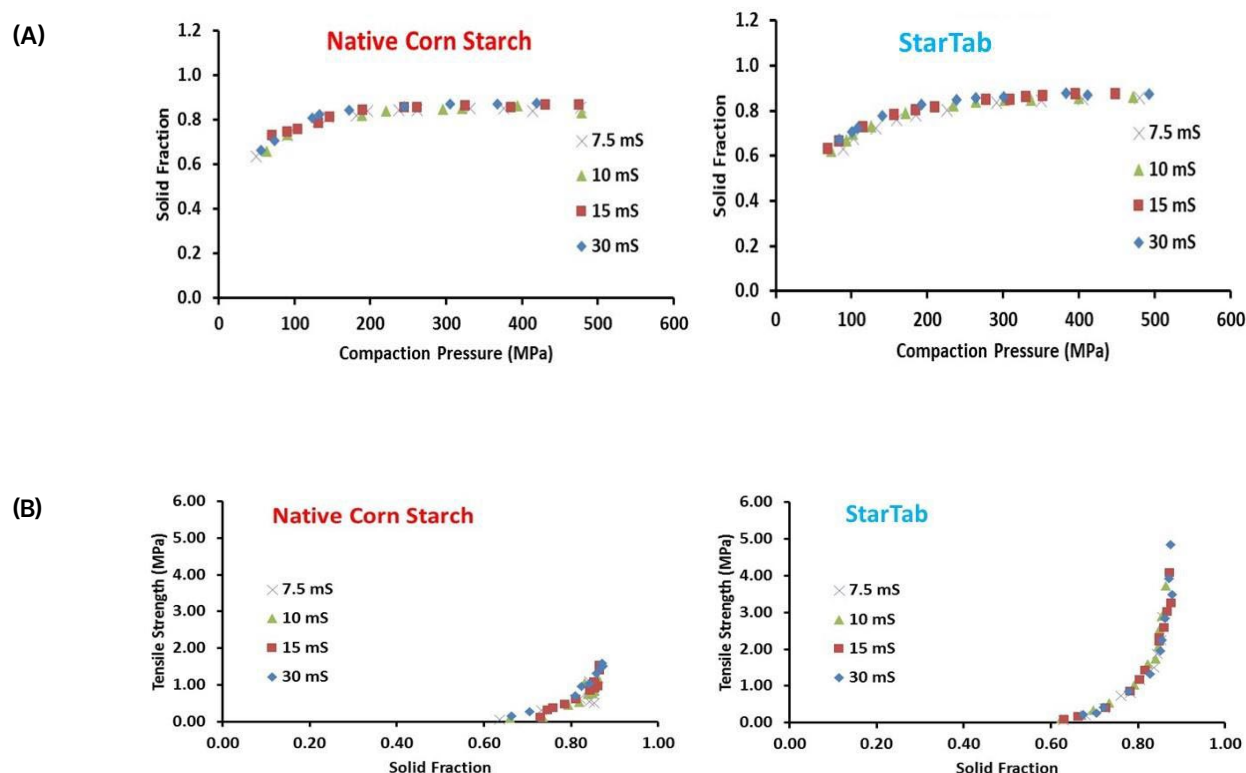 (A)
Native Corn Starch
1.2
1.0
0.8
0.6
0.4
0.2
0.0
Solid Fraction
7.5 mS
10 mS
15 mS
30 mS
0 100 200 300 400 500 600
Compaction Pressure (MPa)
StarTab
1.2
1.0
0.8
0.6
0.4
0.2
0.0
Solid Fraction
7.5 mS
10 mS
15 mS
30 mS
0 100 200 300 400 500 600
Compaction Pressure (MPa)
(B)
Native Corn Starch
6.00
5.00
4.00
3.00
2.00
1.00
0.00
Tensile Strength (MPa)
7.5 mS
10 mS
15 mS
30 mS
0.00 0.20 0.40 0.60 0.80 1.00
Solid Fraction
StarTab
6.00
5.00
4.00
3.00
2.00
1.00
0.00
Tensile Strength (MPa)
7.5 mS
10 mS
15 mS
30 mS
0.00 0.20 0.40 0.60 0.80 1.00
Solid Fraction